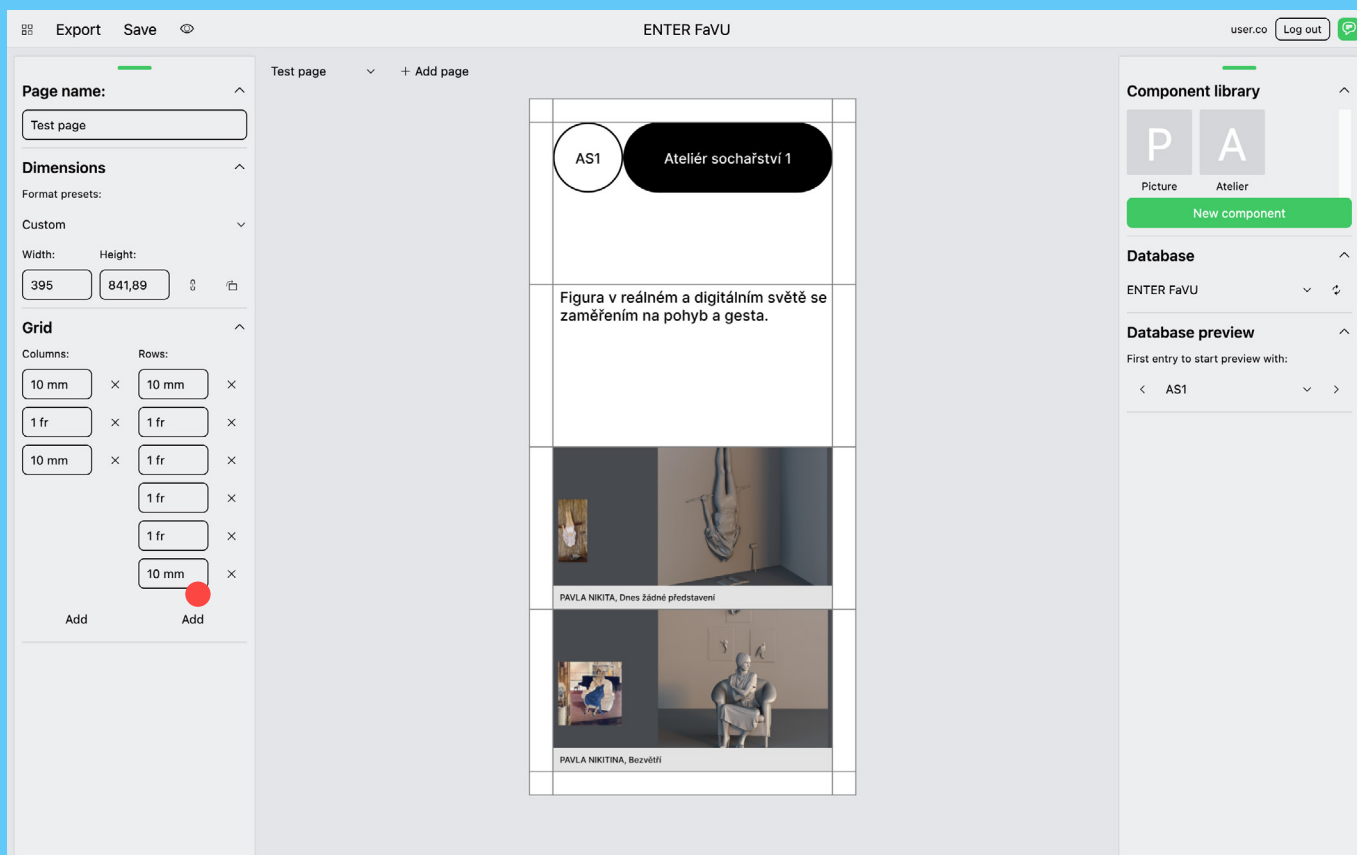 Export Save
ENTER FaVU
user.co Log out
Page name:
Test page
Dimensions
Format presets:
Custom
Width: Height:
395 841,89
Grid
Columns: Rows:
10 mm 10 mm
1 fr 1 fr
10 mm 1 fr
1 fr
1 fr
10 mm
Add Add
Test page + Add page
AS1 Ateliér sochařství 1
Figura v reálném a digitálním světě se
zaměřením na pohyb a gesta.
PAVLA NIKITA, Dnes žádné představení
PAVLA NIKITINA, Bezvětří
Component library
P A
Picture Atelier
New component
Database
ENTER FaVU
Database preview
First entry to start preview with:
AS1